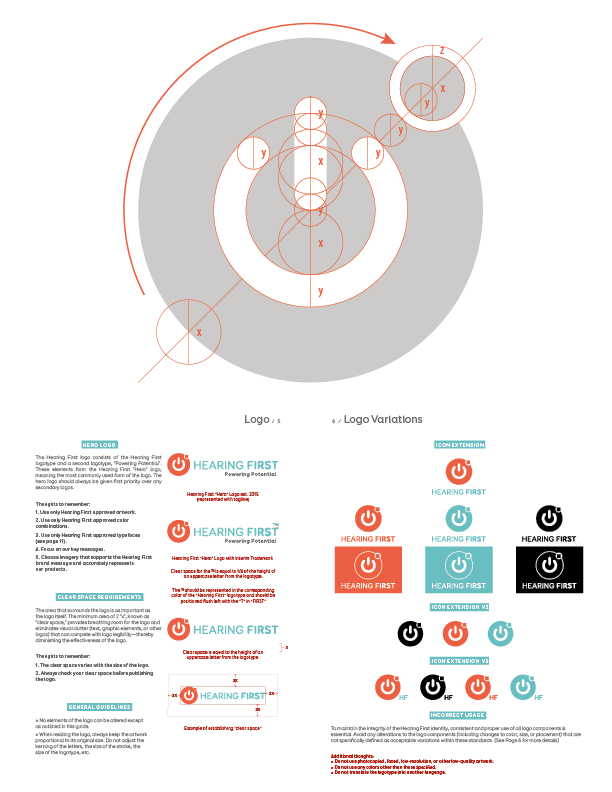 z
x
y
y
y
y
y
x
y
x
y
x
Logo / 5
HERO LOGO
The Hearing First logo consists of the Hearing First
logotype and a second logotype, "Powering Potential".
These elements form the Hearing First "Hero" logo,
meaning the most commonly used form of the logo. The
hero logo should always be given first priority over any
secondary logos.
Thoughts to remember:
1. Use only Hearing First approved artwork.
2. Use only Hearing First approved color
combinations.
3. Use only Hearing First approved typefaces
(see page 11).
4. Focus on our key messages.
5. Choose imagery that supports the Hearing First
brand message and accurately represents
our products.
CLEAR SPACE REQUIREMENTS
The area that surrounds the logo is as important as
the logo itself. The minimum area of 2 "x", known as
"clear space," provides breathing room for the logo and
eliminates visual clutter (text, graphic elements, or other
logos) that can compete with logo legibility—thereby
diminishing the effectiveness of the logo.
Thoughts to remember:
1. The clear space varies with the size of the logo.
2. Always check your clear space before publishing
the logo.
GENERAL GUIDELINES
» No elements of the logo can be altered except
as outlined in this guide.
» When resizing the logo, always keep the artwork
proportional to its original size. Do not adjust the
kerning of the letters, the size of the stroke, the
size of the logotype, etc.
HEARING FIRST
Powering Potential
Hearing First "Hero" Logo est. 2015
(represented with tagline)
HEARING FIRST™
Powering Potential
Hearing First "Hero" Logo with Interim Trademark
Clear space for the ™ is equal to 1/4 of the height of
an uppercase letter from the logotype.
The ™ should be represented in the corresponding
color of the "Hearing First" logotype and should be
positioned flush left with the "T" in "FIRST"
HEARING FIRST
Clear space is equal to the height of an
uppercase letter from the logotype.
x
2x
2x
HEARING FIRST
2x
2x
Example of establishing "clear space"
6 / Logo Variations
ICON EXTENSION
HEARING FIRST
HEARING FIRST
HEARING FIRST
HEARING FIRST
HEARING FIRST
HEARING FIRST
HEARING FIRST
ICON EXTENSION V2
ICON EXTENSION V3
HF
HF
HF
HF
INCORRECT USAGE
To maintain the integrity of the Hearing First identity, consistent and proper use of all logo components is
essential. Avoid any alterations to the logo components (including changes to color, size, or placement) that are
not specifically defined as acceptable variations within these standards. (See Page 6 for more details)
Additional thoughts:
Do not use photocopied, faxed, low-resolution, or other low-quality artwork.
Do not use any colors other than those specified.
Do not translate the logotype into another language.